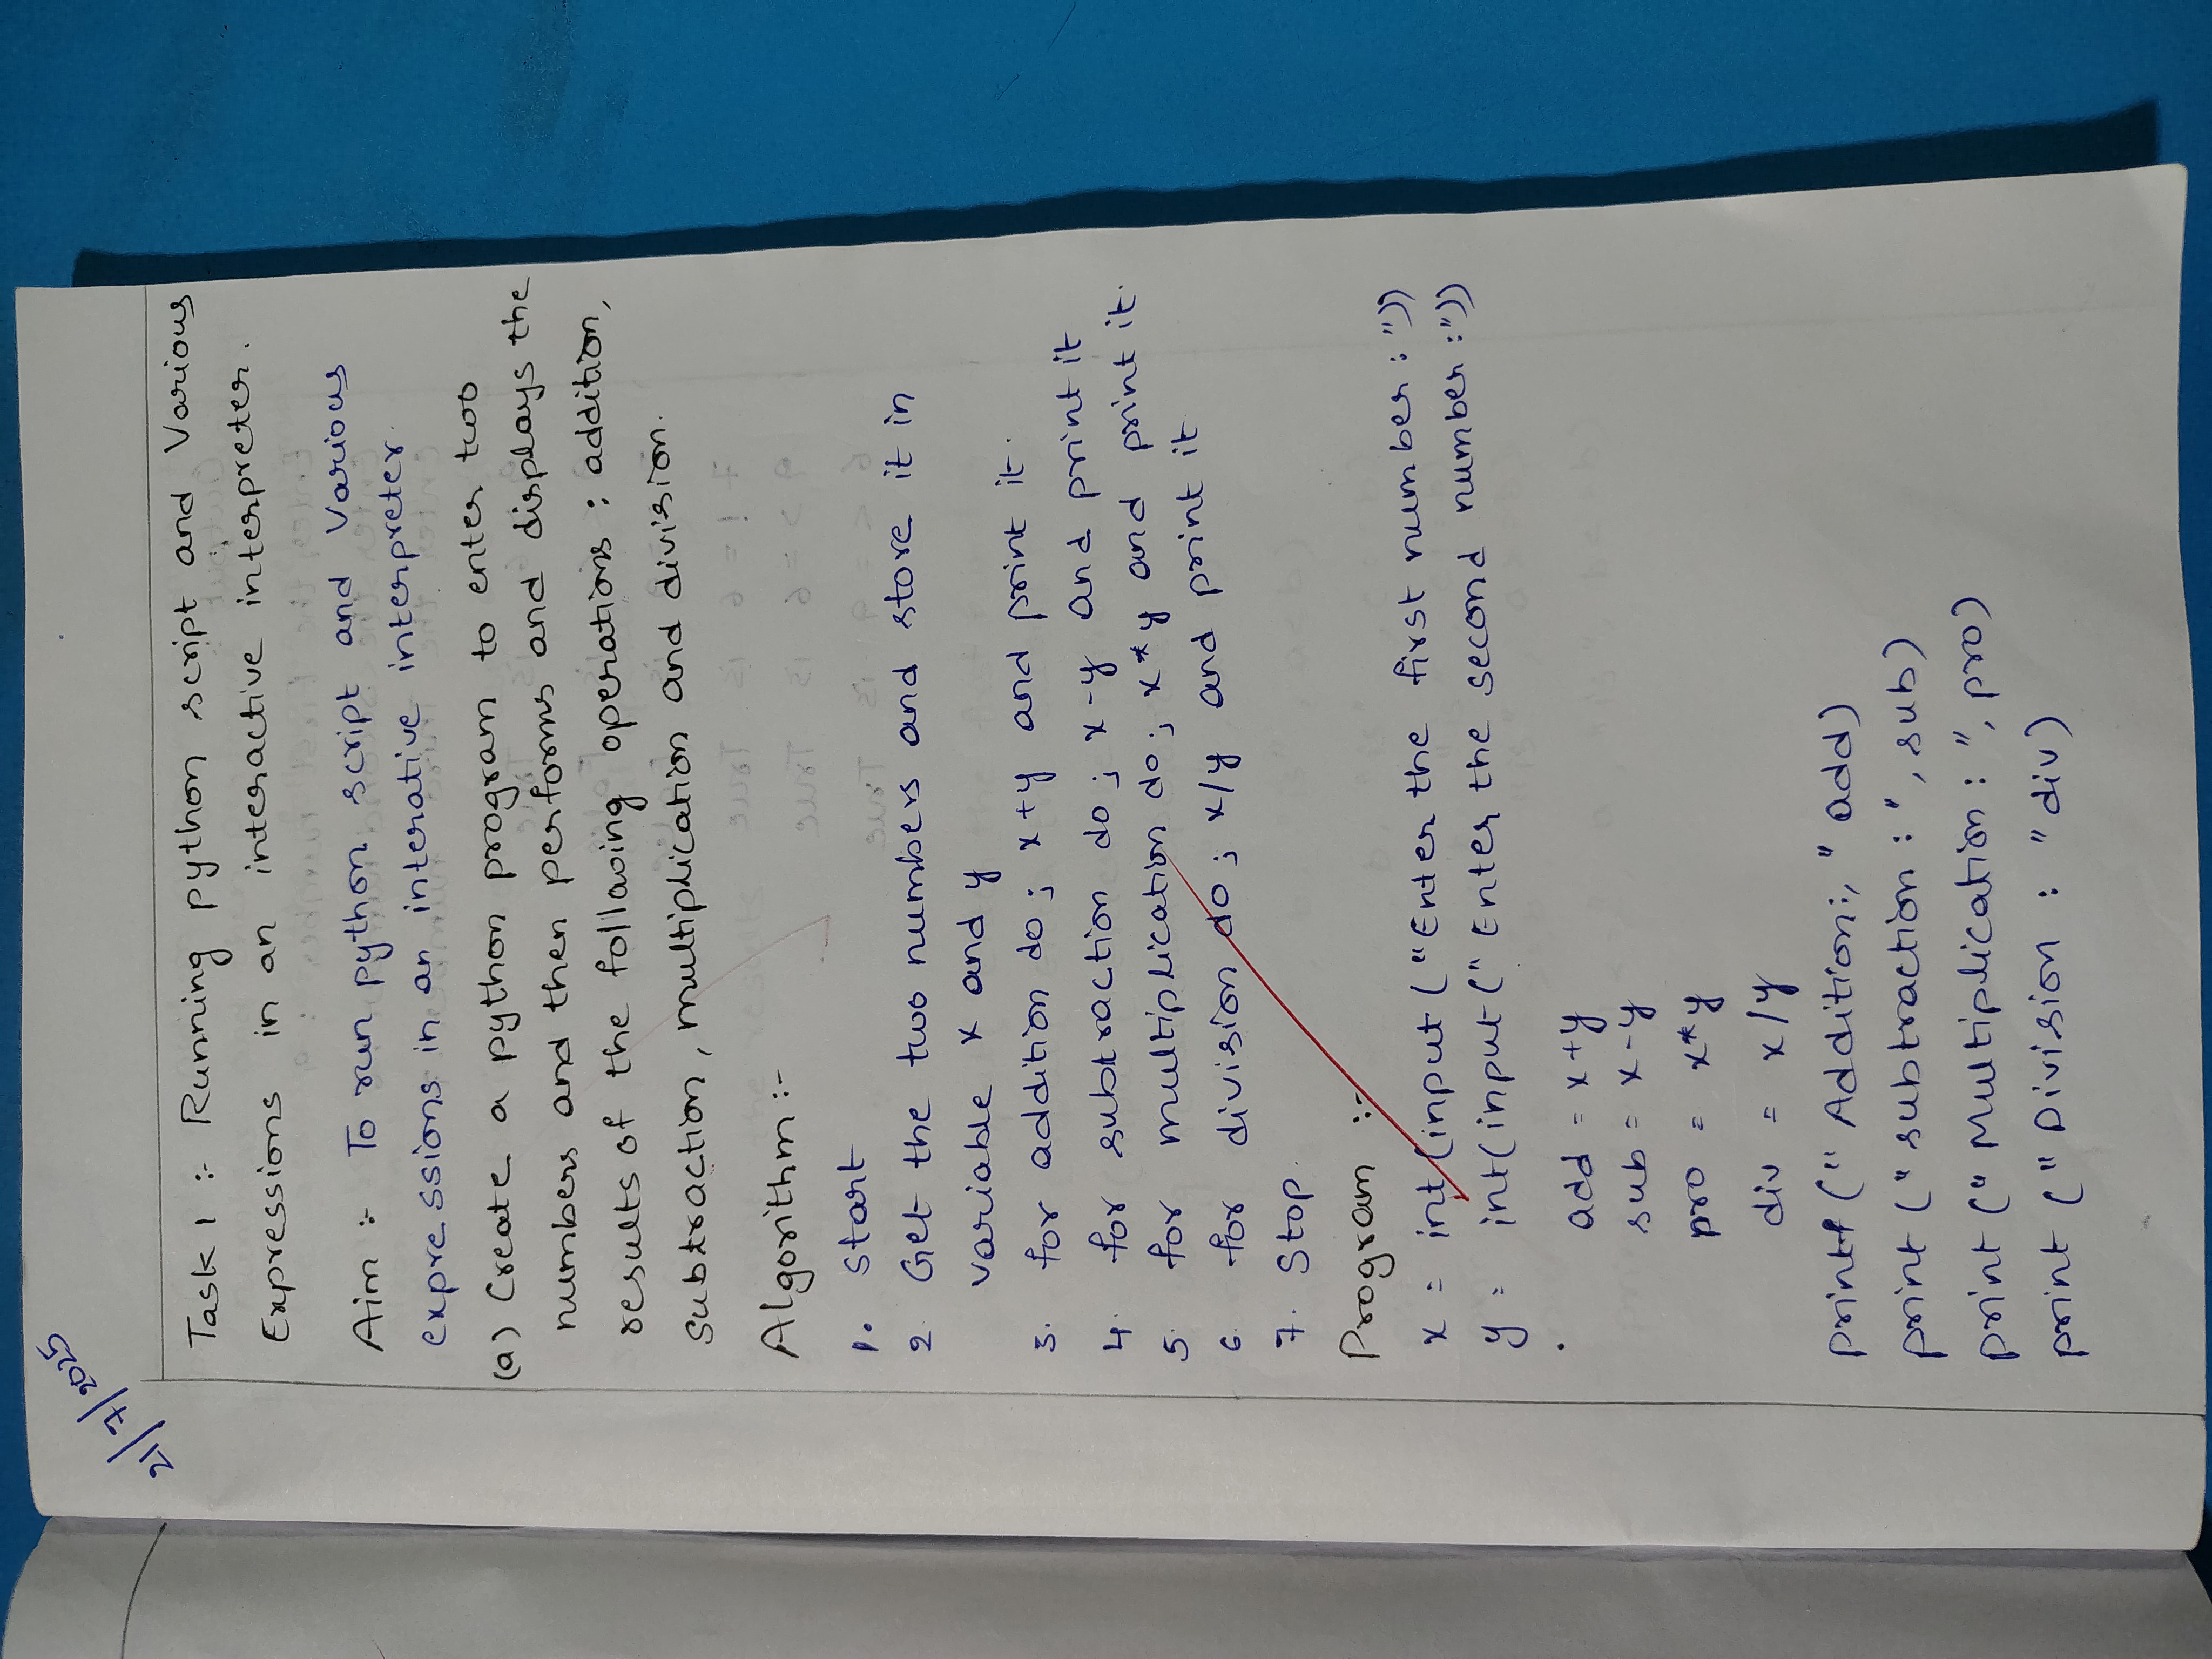 21/7/2025
Task 1 :- Running python script and Various
Expressions in an interactive interpreter.
Aim :- To run python script and Various
expressions in an interative interpreter.
(a) Create a python program to enter two
numbers and then performs and displays the
results of the following operations : addition,
subtraction, multiplication and division.
Algorithm :-
1. Start
2. Get the two numbers and store it in
variable x and y
3. for addition do ; x+y and print it.
4. for subtraction do ; x-y and print it
5. for multiplication do ; x*y and print it.
6. for division do ; x/y and print it
7. Stop.
Program :-
x = int(input ("Enter the first number : "))
y = int(input ("Enter the second number :"))
add = x+y
sub = x-y
pro = x*y
div = x/y
printf (" Addition:, " add)
print (" subtraction : ", sub)
print (" Multiplication : ", pro)
print (" Division : " div)